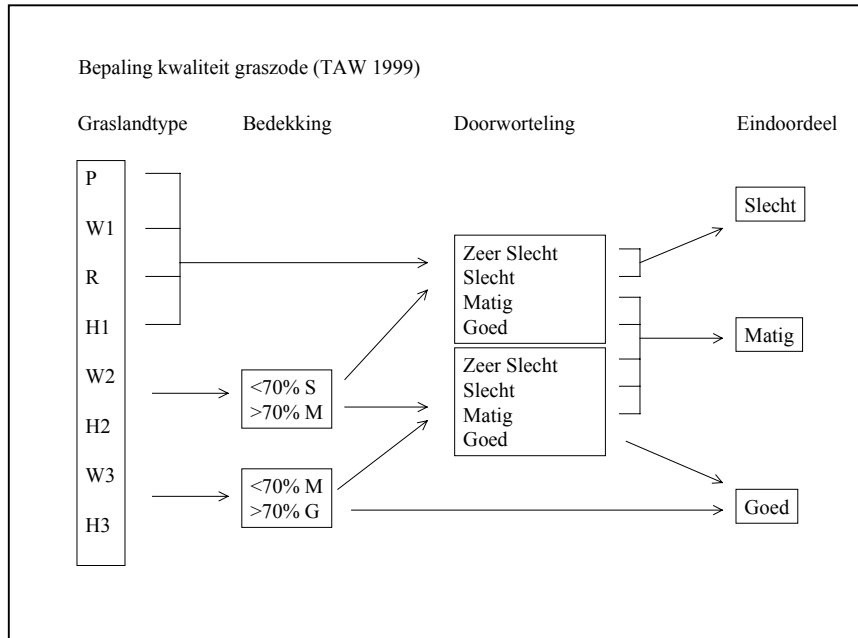 Bepaling kwaliteit graszode (TAW 1999)
Graslandtype Bedekking Doorworteling Eindoordeel
P
W1
R
H1
W2
H2
W3
H3
<70% S
>70% M
<70% M
>70% G
Zeer Slecht
Slecht
Matig
Goed
Zeer Slecht
Slecht
Matig
Goed
Slecht
Matig
Goed